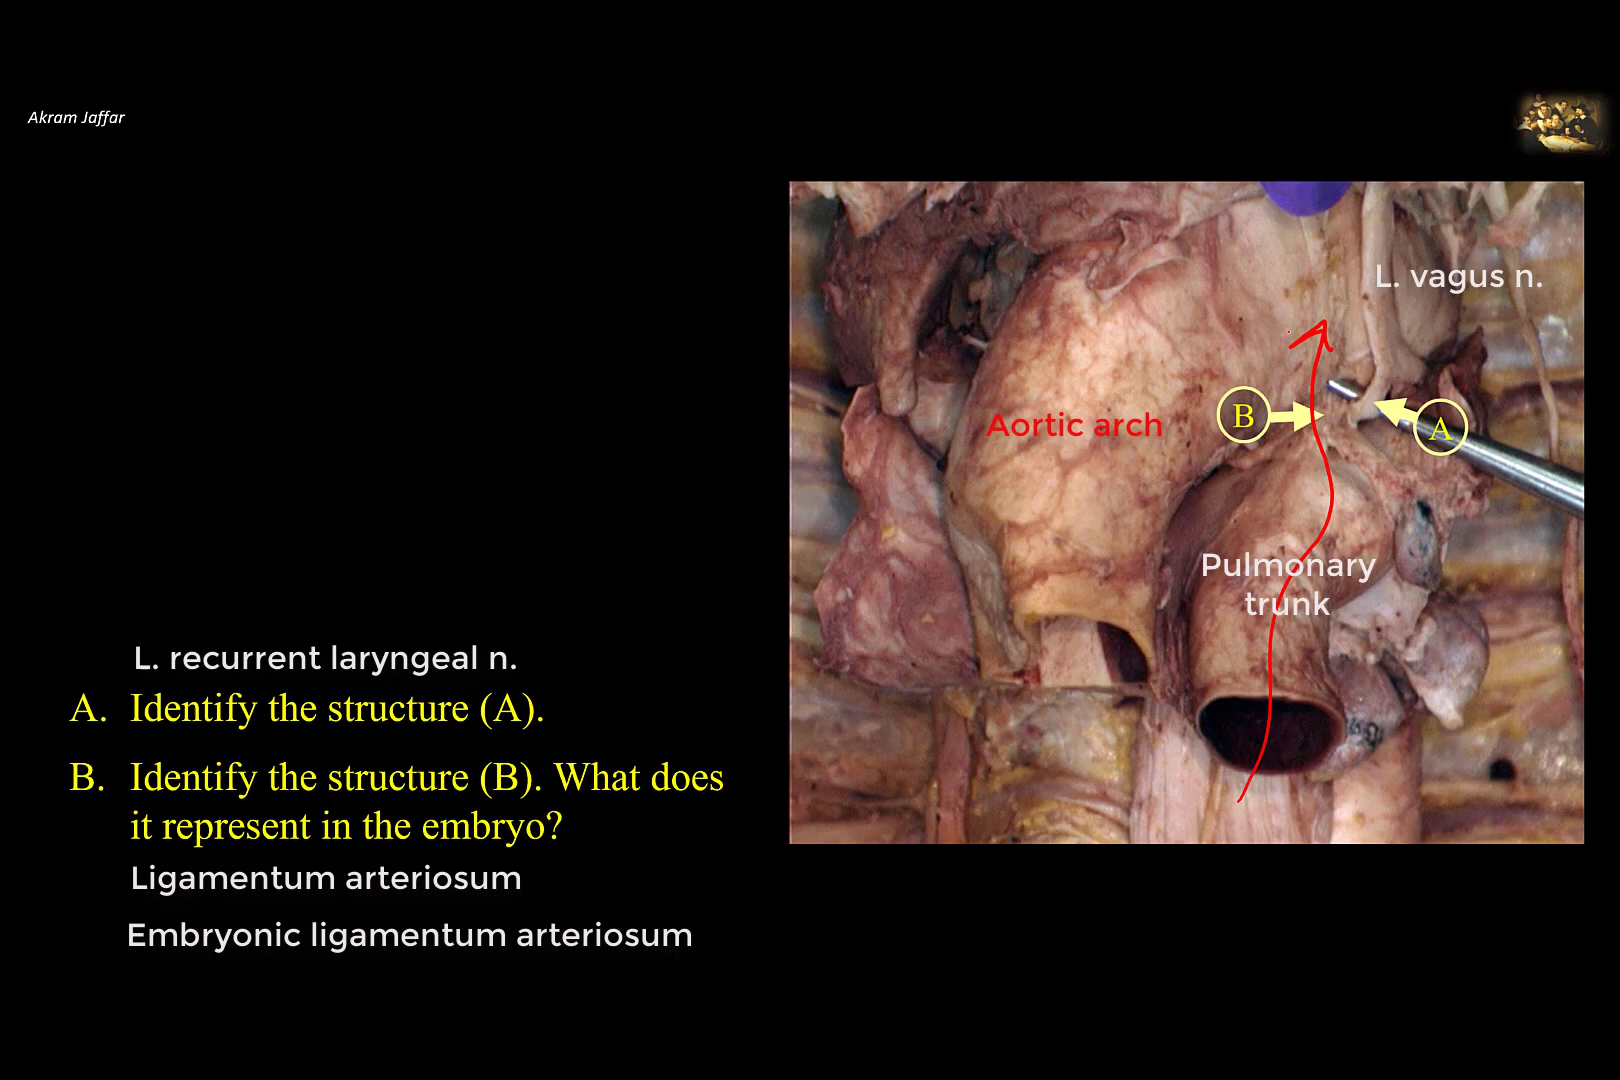 Akram Jaffar
L. vagus n.
B
Aortic arch
A
Pulmonary
trunk
L. recurrent laryngeal n.
A. Identify the structure (A).
B. Identify the structure (B). What does
it represent in the embryo?
Ligamentum arteriosum
Embryonic ligamentum arteriosum